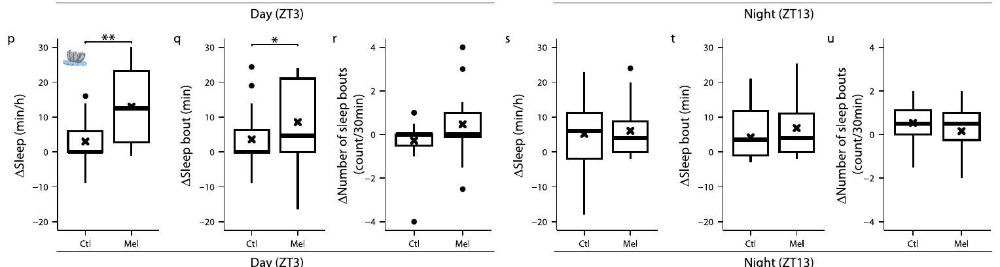 Day (ZT3)
Night (ZT13)
p
ΔSleep (min/h)
30
20
10
0
−10
−20
**
Ctl
Mel
q
ΔSleep bout (min)
30
20
10
0
−10
−20
*
Ctl
Mel
r
ΔNumber of sleep bouts
(count/30min)
4
2
0
−2
−4
Ctl
Mel
s
ΔSleep (min/h)
30
20
10
0
−10
−20
Ctl
Mel
t
ΔSleep bout (min)
30
20
10
0
−10
−20
Ctl
Mel
u
ΔNumber of sleep bouts
(count/30min)
4
2
0
−2
−4
Ctl
Mel
Day (ZT3)
Night (ZT13)